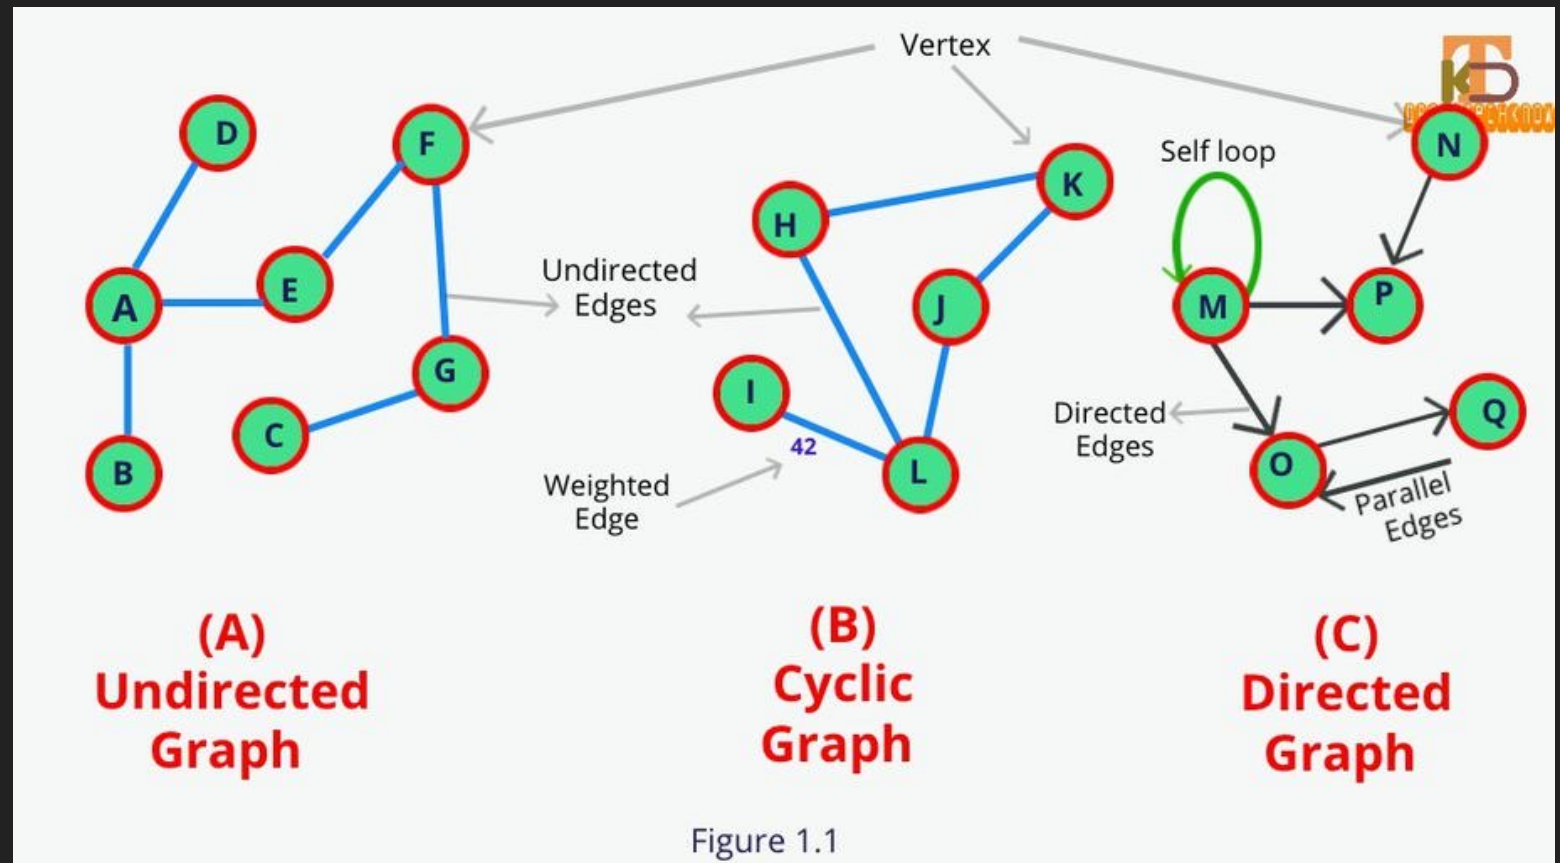 Vertex
D
F
N
Self loop
K
H
Undirected
Edges
A
E
J
M
P
G
I
C
42
Directed
Edges
Q
B
L
O
Weighted
Edge
Parallel
Edges
(A)
Undirected
Graph
(B)
Cyclic
Graph
(C)
Directed
Graph
Figure 1.1